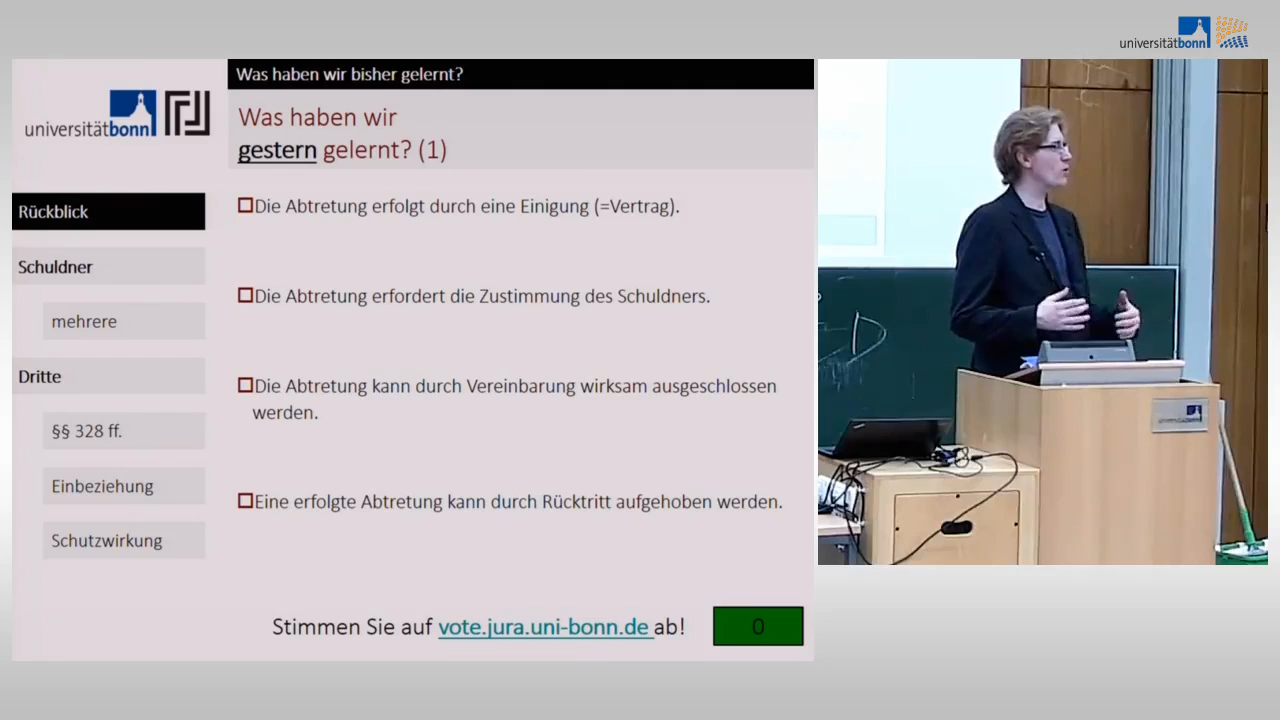 universitätbonn
Was haben wir bisher gelernt?
universitätbonn
Was haben wir
gestern gelernt? (1)
Rückblick
Schuldner
mehrere
Dritte
§§ 328 ff.
Einbeziehung
Schutzwirkung
Die Abtretung erfolgt durch eine Einigung (=Vertrag).
Die Abtretung erfordert die Zustimmung des Schuldners.
Die Abtretung kann durch Vereinbarung wirksam ausgeschlossen
werden.
Eine erfolgte Abtretung kann durch Rücktritt aufgehoben werden.
Stimmen Sie auf vote.jura.uni-bonn.de ab!
0
universitätbonn